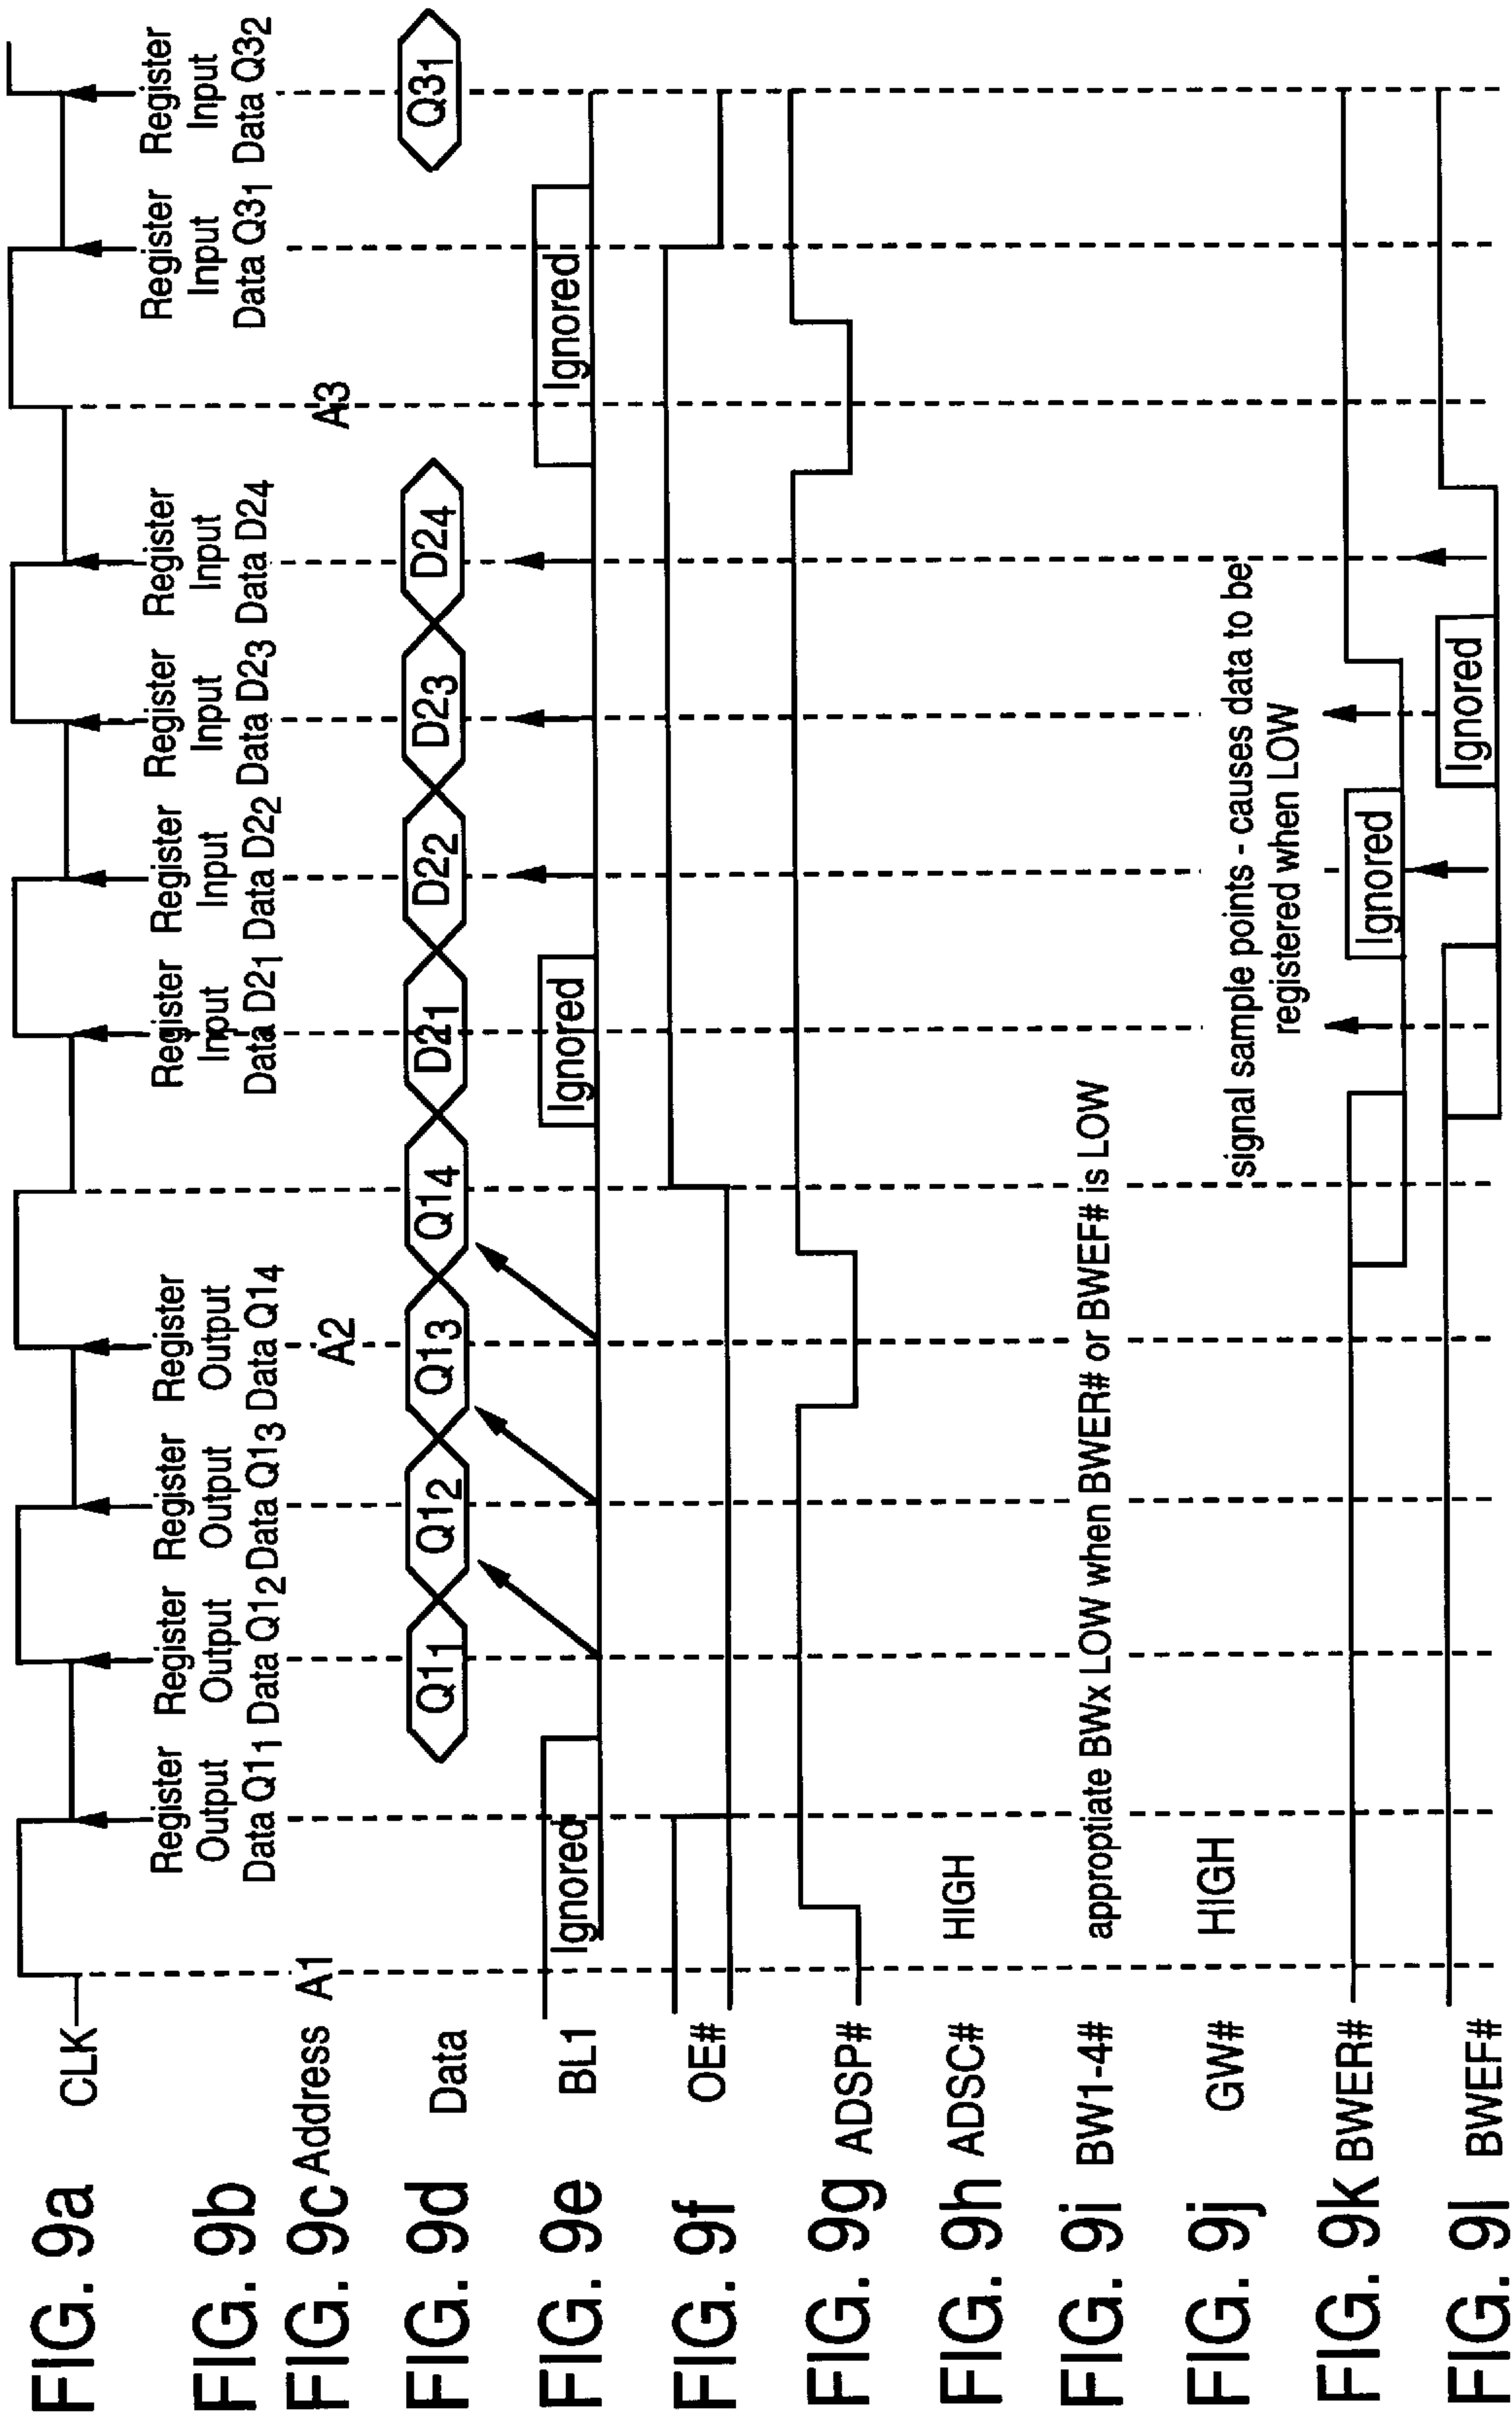 FIG. 9a CLK
FIG. 9b
Register Output Data Q11
Register Output Data Q12
Register Output Data Q13
Register Output Data Q14
Register Input Data D21
Register Input Data D22
Register Input Data D23
Register Input Data D24
Register Input Data Q31
Register Input Data Q32
FIG. 9c Address A1 A2 A3
FIG. 9d Data Q11 Q12 Q13 Q14 D21 D22 D23 D24 Q31
FIG. 9e BL1 Ignored Ignored Ignored
FIG. 9f OE#
FIG. 9g ADSP#
FIG. 9h ADSC# HIGH
FIG. 9i BW1-4# approptiate BWx LOW when BWER# or BWEF# is LOW
FIG. 9j GW# HIGH
signal sample points - causes data to be
registered when LOW
FIG. 9k BWER# Ignored
FIG. 9l BWEF# Ignored